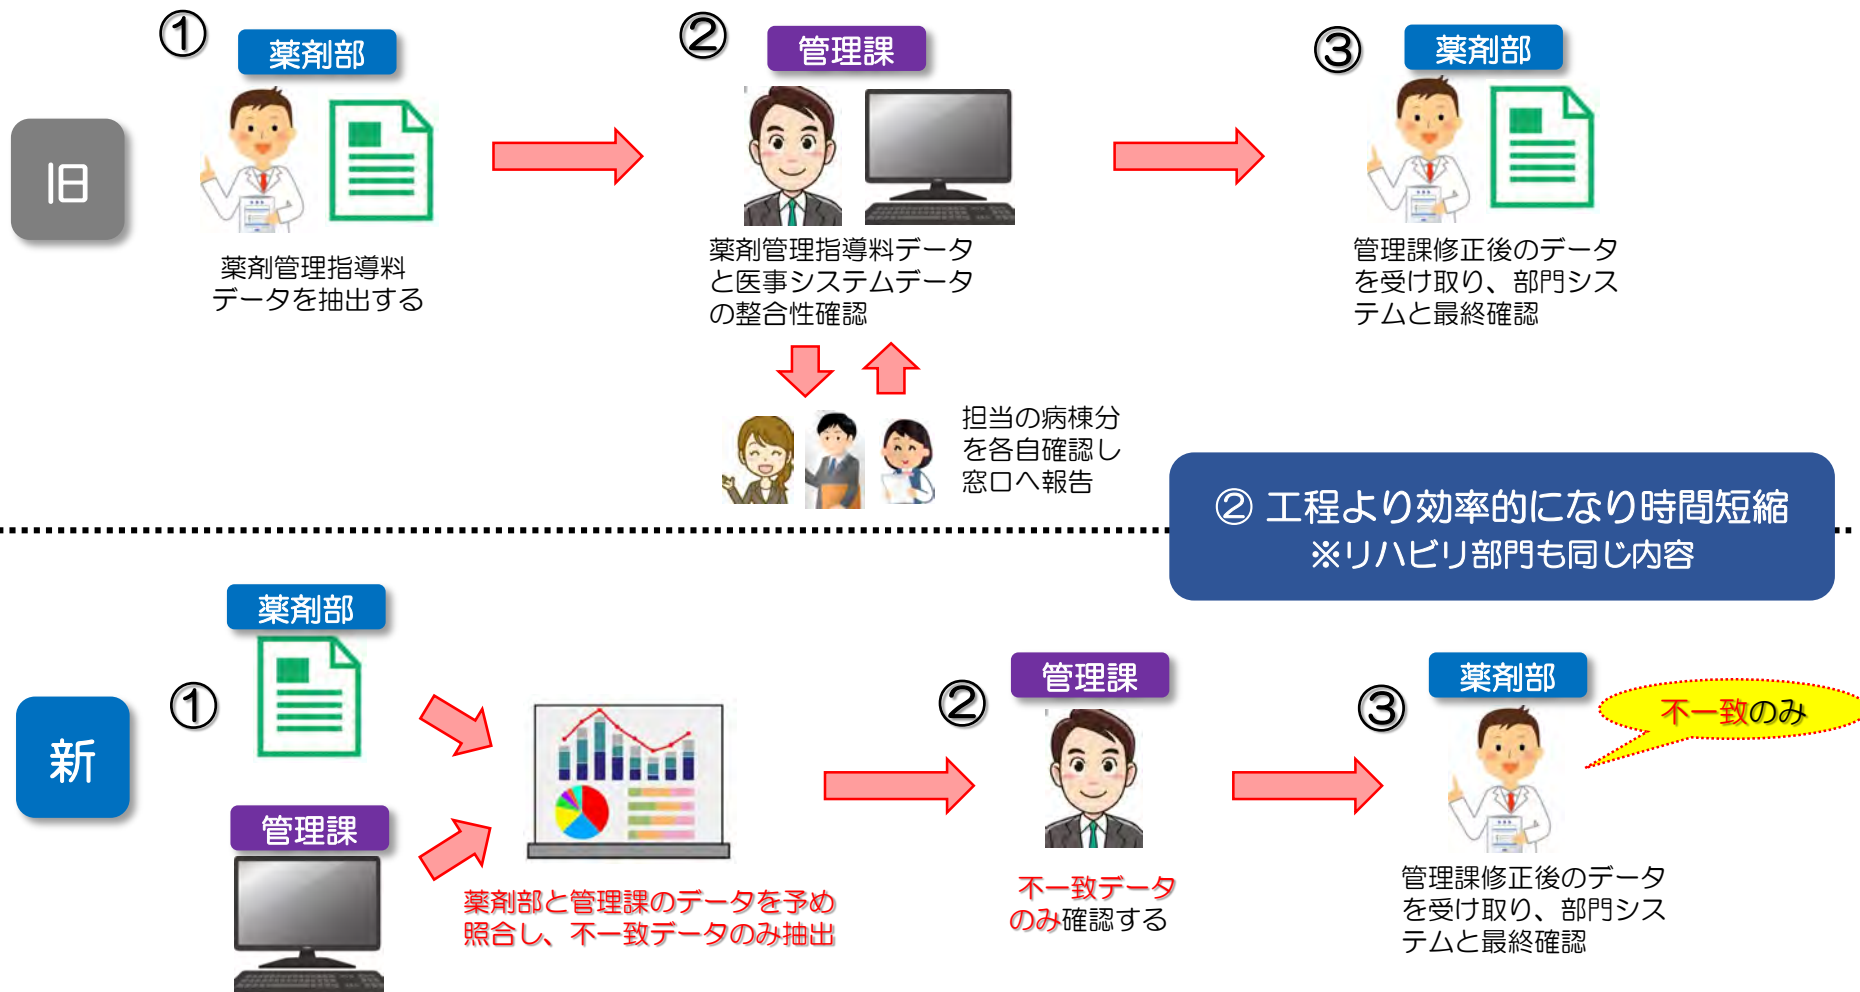 旧
①
薬剤部
薬剤管理指導料
データを抽出する
②
管理課
薬剤管理指導料データ
と医事システムデータ
の整合性確認
担当の病棟分
を各自確認し
窓口へ報告
③
薬剤部
管理課修正後のデータ
を受け取り、部門シス
テムと最終確認
② 工程より効率的になり時間短縮
※リハビリ部門も同じ内容
新
①
薬剤部
管理課
薬剤部と管理課のデータを予め
照合し、不一致データのみ抽出
②
管理課
不一致データ
のみ確認する
③
薬剤部
不一致のみ
管理課修正後のデータ
を受け取り、部門シス
テムと最終確認